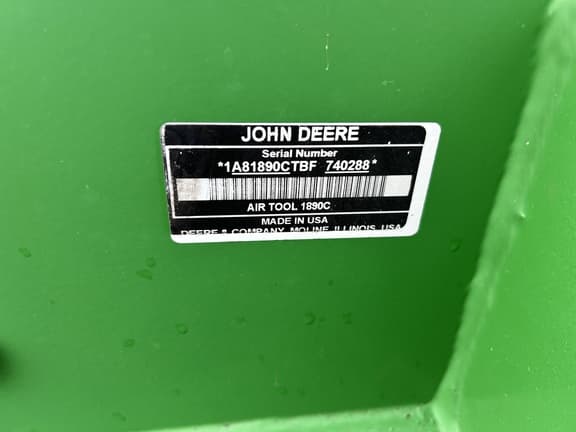 JOHN DEERE
Serial Number
*1A81890CTBF 740288*
AIR TOOL 1890C
MADE IN USA
DEERE & COMPANY MOLINE, ILLINOIS, USA